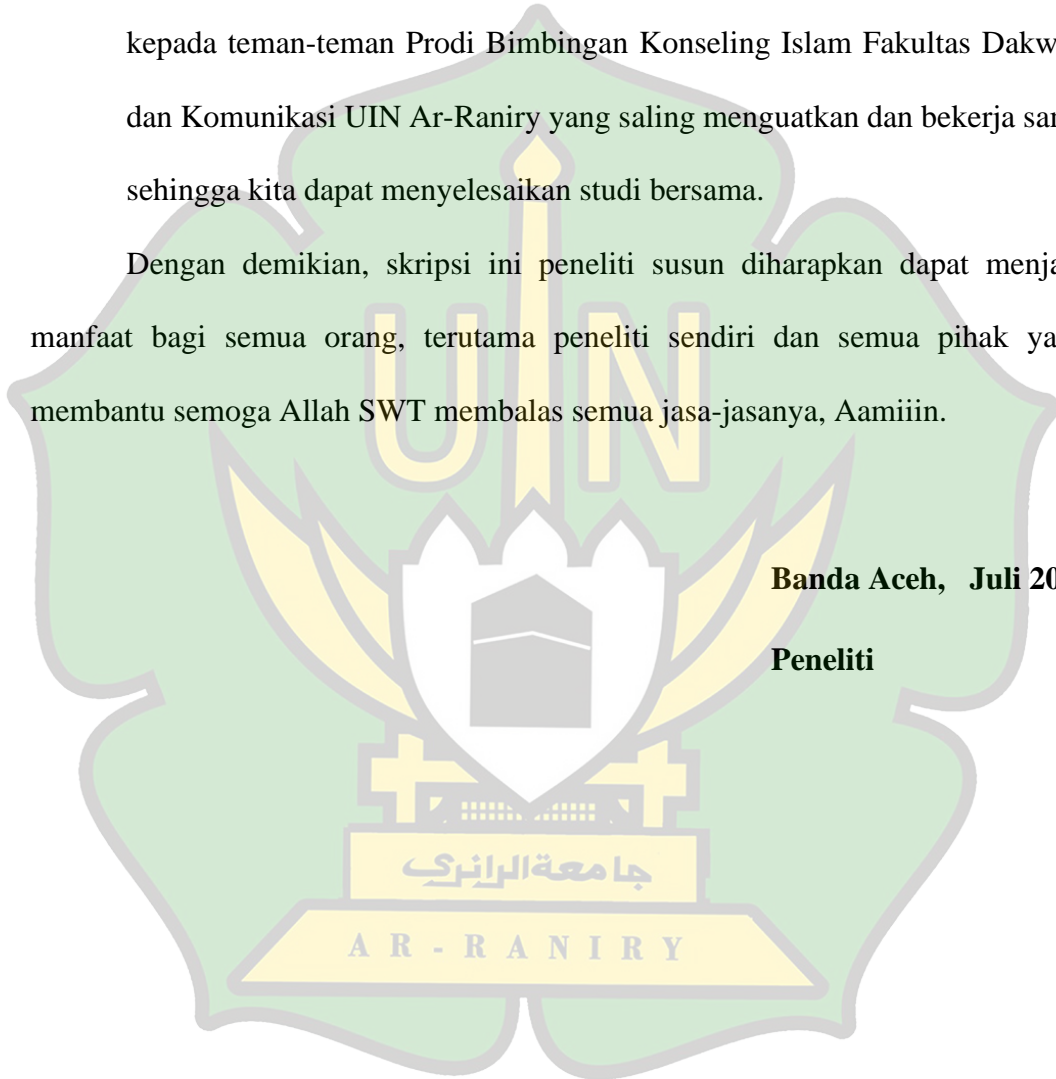 kepada teman-teman Prodi Bimbingan Konseling Islam Fakultas Dakw
dan Komunikasi UIN Ar-Raniry yang saling menguatkan dan bekerja sar
sehingga kita dapat menyelesaikan studi bersama.
Dengan demikian, skripsi ini peneliti susun diharapkan dapat menja
manfaat bagi semua orang, terutama peneliti sendiri dan semua pihak ya
membantu semoga Allah SWT membalas semua jasa-jasanya, Aamiiin.
UIN
Banda Aceh, Juli 20
Peneliti
جامعة الرانري
AR-RANIRY